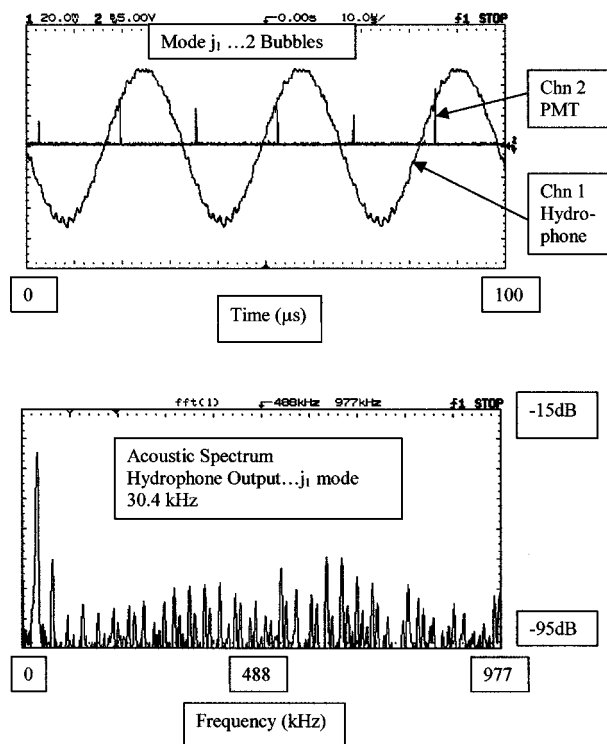 1 20.0m 2 5.00V -0.00s 10.0µ/ f1 STOP
Mode j₁ …2 Bubbles
Chn 2
PMT
Chn 1
Hydro-
phone
0
100
Time (µs)
fft(1) 488kHz 977kHz f1 STOP
-15dB
Acoustic Spectrum
Hydrophone Output…j₁ mode
30.4 kHz
-95dB
0
488
977
Frequency (kHz)